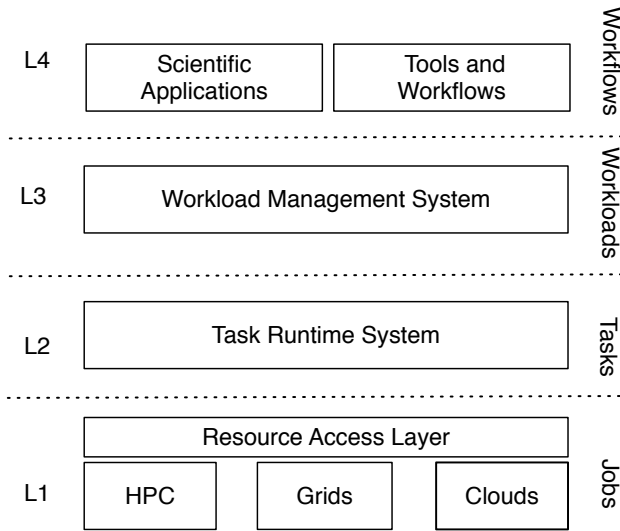 L4
Scientific
Applications
Tools and
Workflows
Workflows
L3
Workload Management System
Workloads
L2
Task Runtime System
Tasks
L1
Resource Access Layer
HPC
Grids
Clouds
Jobs